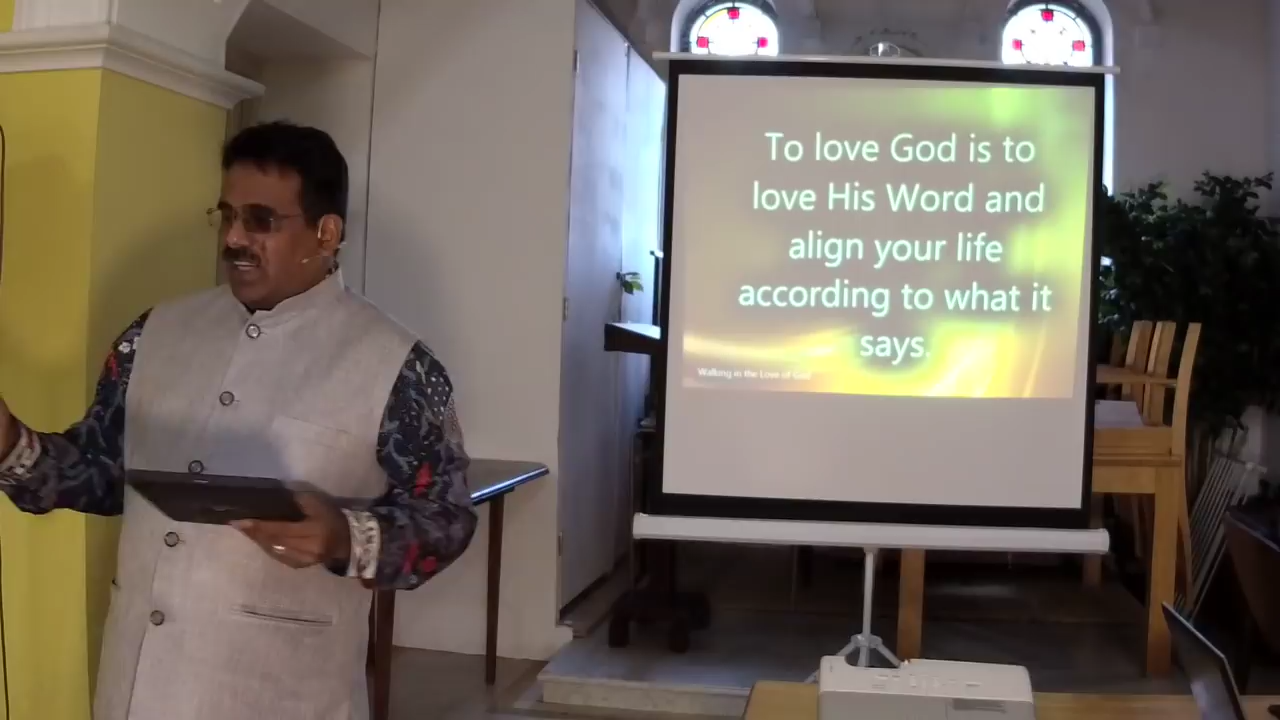 To love God is to
love His Word and
align your life
according to what it
says.
Walking in the Love of God